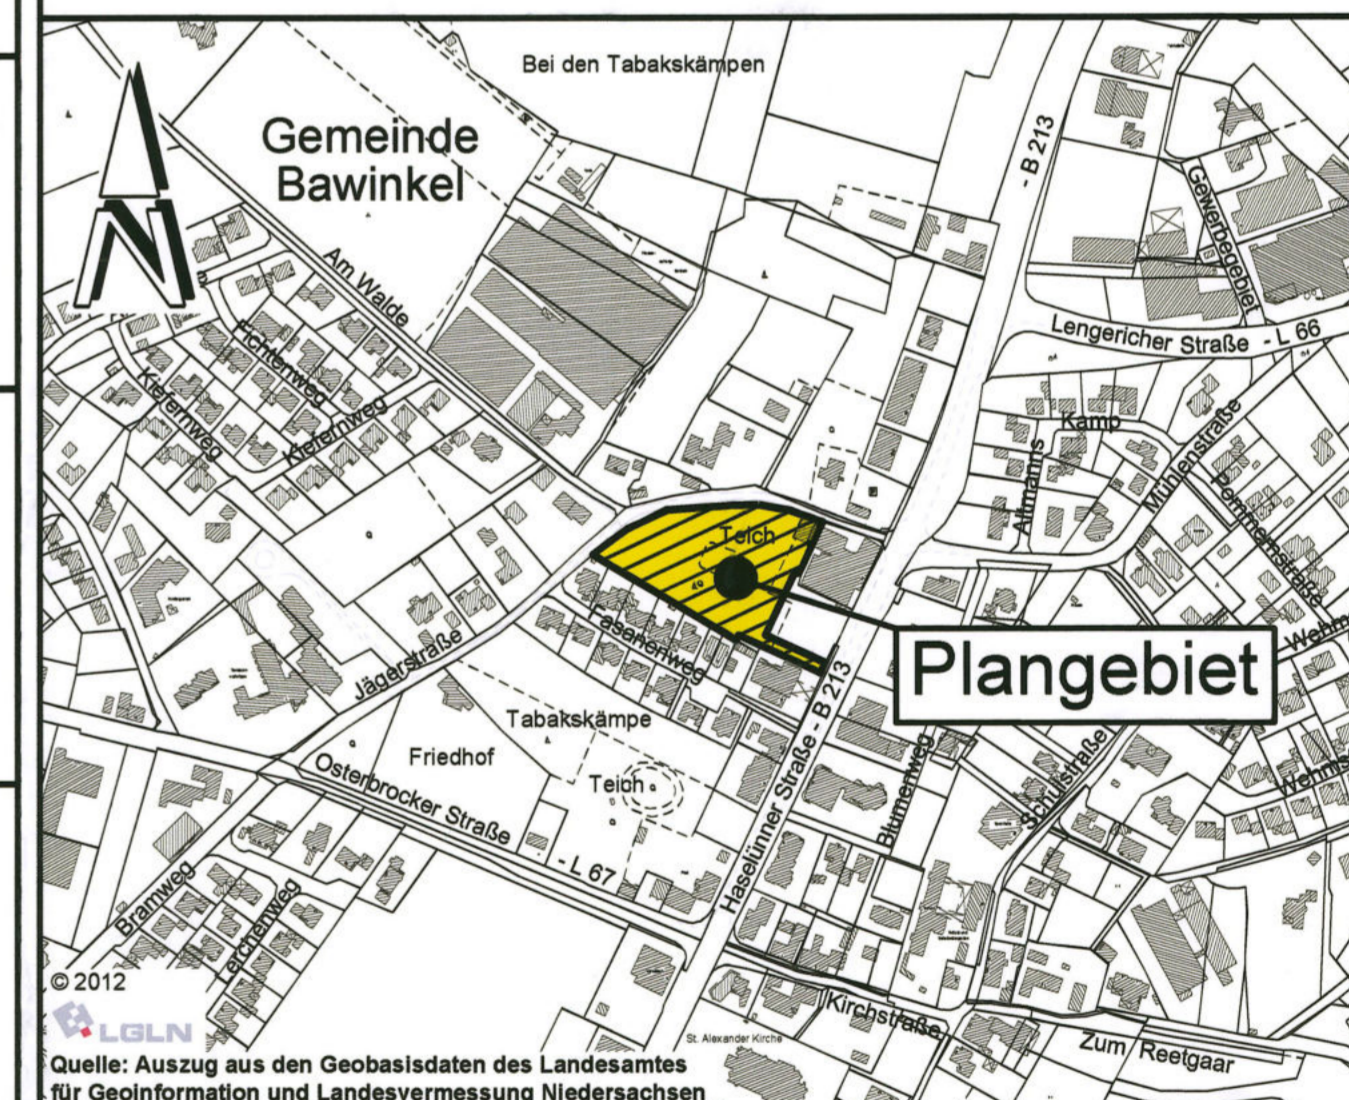 Bei den Tabakskämpen
Gemeinde
Bawinkel
N
- B 213
Gewerbegebiet
Am Walde
Lengericher Straße - L 66
Fichtenweg
Kiefernweg
Kiefernweg
Kamp
Altmanns
Mühlenstraße
Pommernstraße
Teich
49
Fasanenweg
Jägerstraße
Plangebiet
Tabakskämpe
Friedhof
Teich
Osterbrocker Straße
- L 67
Haselünner Straße - B 213
Blumenweg
Schulstraße
Bramweg
erchenweg
© 2012
LGLN
Kirchstraße
St. Alexander Kirche
Zum Reetgaar
Quelle: Auszug aus den Geobasisdaten des Landesamtes
für Geoinformation und Landesvermessung Niedersachsen